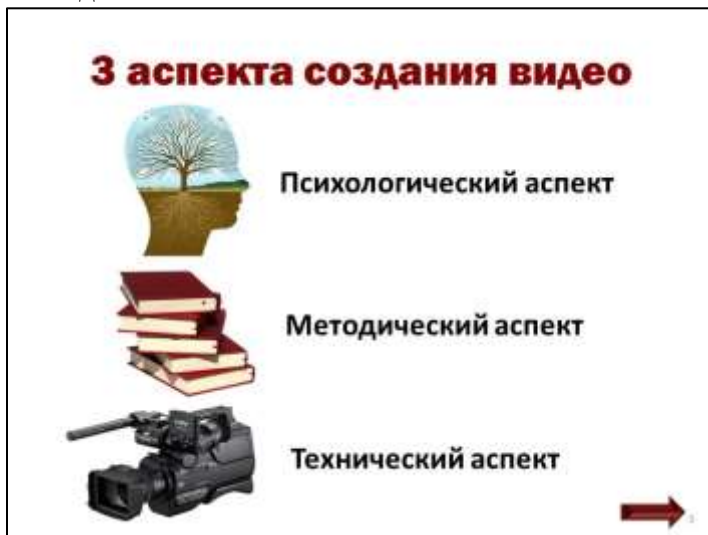 3 аспекта создания видео
Психологический аспект
Методический аспект
Технический аспект